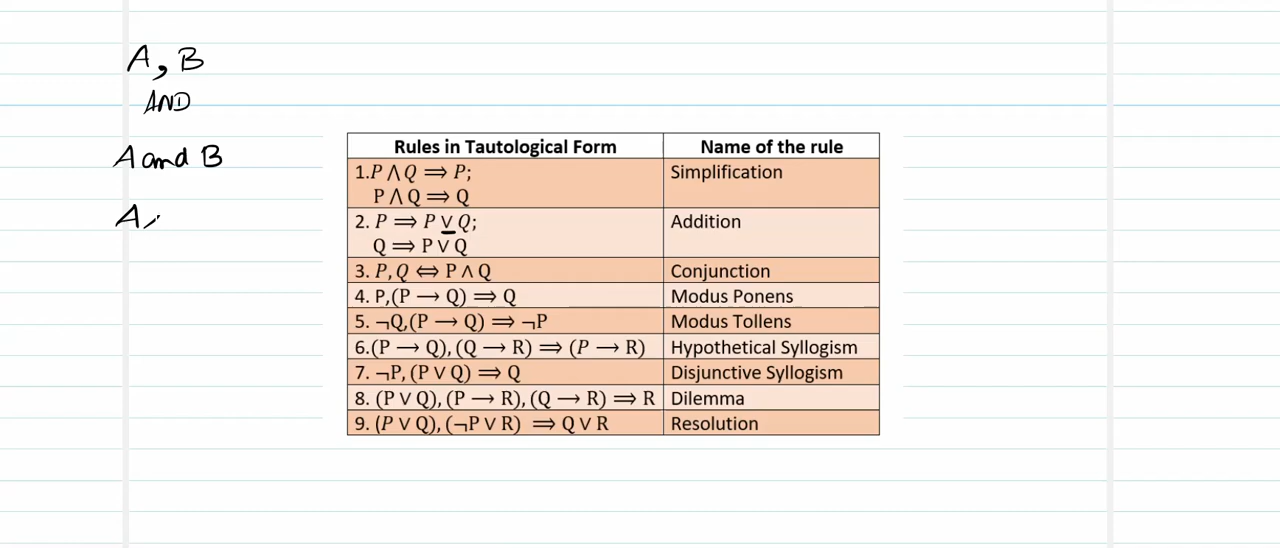 A, B
AND
A and B
A,
Rules in Tautological Form Name of the rule
1.P ⋀ Q ⟹ P; Simplification
P ⋀ Q ⟹ Q
2. P ⟹ P ∨ Q; Addition
Q ⟹ P ∨ Q
3. P, Q ⇔ P ∧ Q Conjunction
4. P,(P → Q) ⟹ Q Modus Ponens
5. ¬Q,(P → Q) ⟹ ¬P Modus Tollens
6.(P → Q), (Q → R) ⟹ (P → R) Hypothetical Syllogism
7. ¬P, (P ∨ Q) ⟹ Q Disjunctive Syllogism
8. (P ∨ Q), (P → R), (Q → R) ⟹ R Dilemma
9. (P ∨ Q), (¬P ∨ R) ⟹ Q ∨ R Resolution